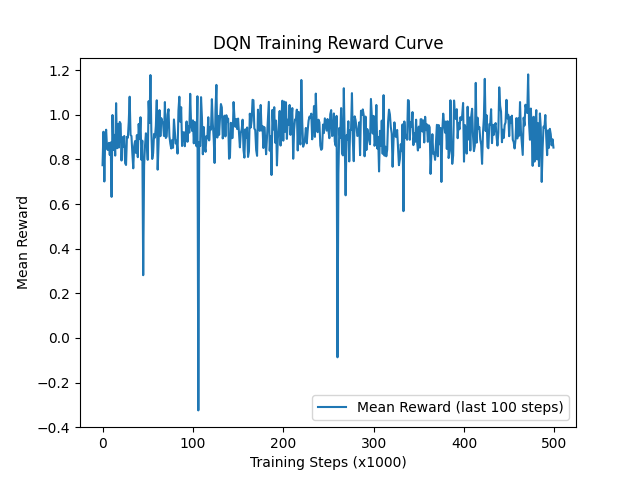 DQN Training Reward Curve
Mean Reward
1.2
1.0
0.8
0.6
0.4
0.2
0.0
−0.2
−0.4
Mean Reward (last 100 steps)
0 100 200 300 400 500
Training Steps (x1000)